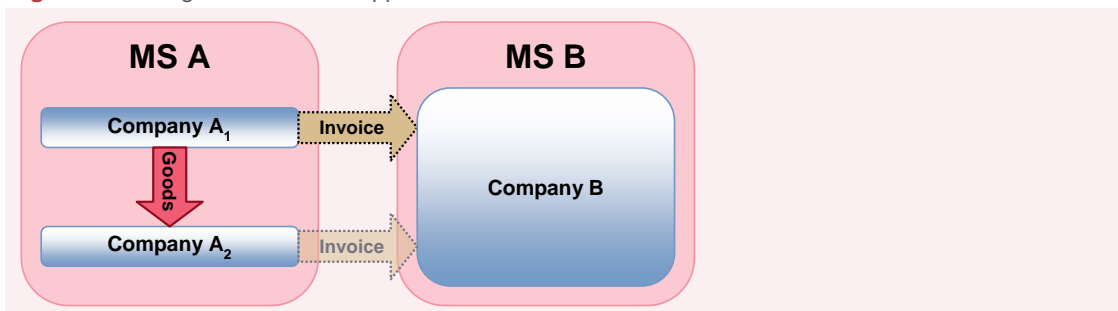 MS A
MS B
Company A1
Invoice
Goods
Company B
Company A2
Invoice